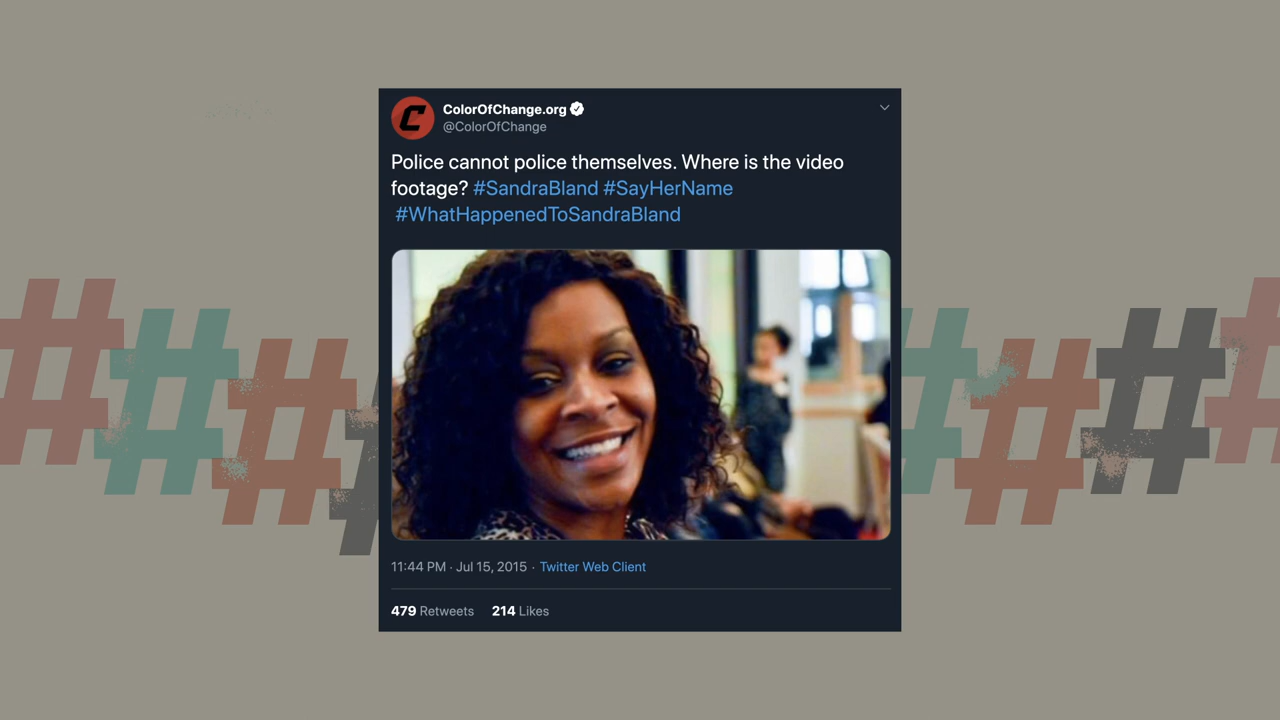 ColorOfChange.org
@ColorOfChange
Police cannot police themselves. Where is the video
footage? #SandraBland #SayHerName
#WhatHappenedToSandraBland
11:44 PM · Jul 15, 2015 · Twitter Web Client
479 Retweets 214 Likes
# # # # # # # #